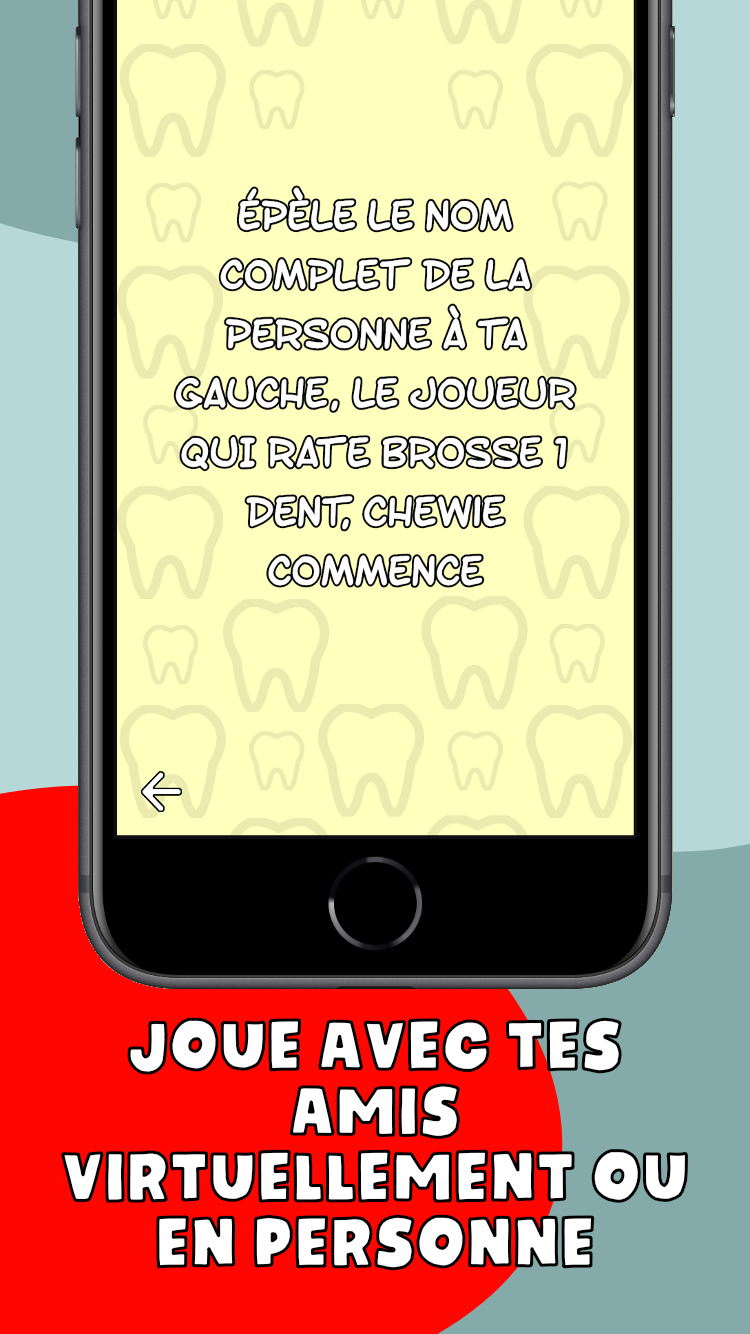 ÉPÈLE LE NOM
COMPLET DE LA
PERSONNE À TA
GAUCHE, LE JOUEUR
QUI RATE BROSSE 1
DENT, CHEWIE
COMMENCE
JOUE AVEC TES
AMIS
VIRTUELLEMENT OU
EN PERSONNE